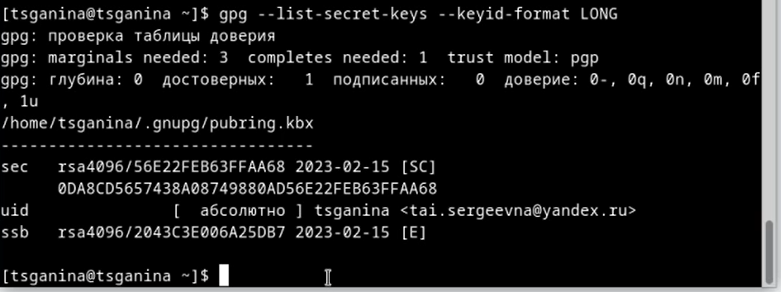 [tsganina@tsganina ~]$ gpg --list-secret-keys --keyid-format LONG
gpg: проверка таблицы доверия
gpg: marginals needed: 3  completes needed: 1  trust model: pgp
gpg: глубина: 0  достоверных:   1  подписанных:   0  доверие: 0-, 0q, 0n, 0m, 0f
, 1u
/home/tsganina/.gnupg/pubring.kbx
---------------------------------
sec   rsa4096/56E22FEB63FFAA68 2023-02-15 [SC]
      0DA8CD5657438A08749880AD56E22FEB63FFAA68
uid                 [  абсолютно ] tsganina <tai.sergeevna@yandex.ru>
ssb   rsa4096/2043C3E006A25DB7 2023-02-15 [E]
[tsganina@tsganina ~]$